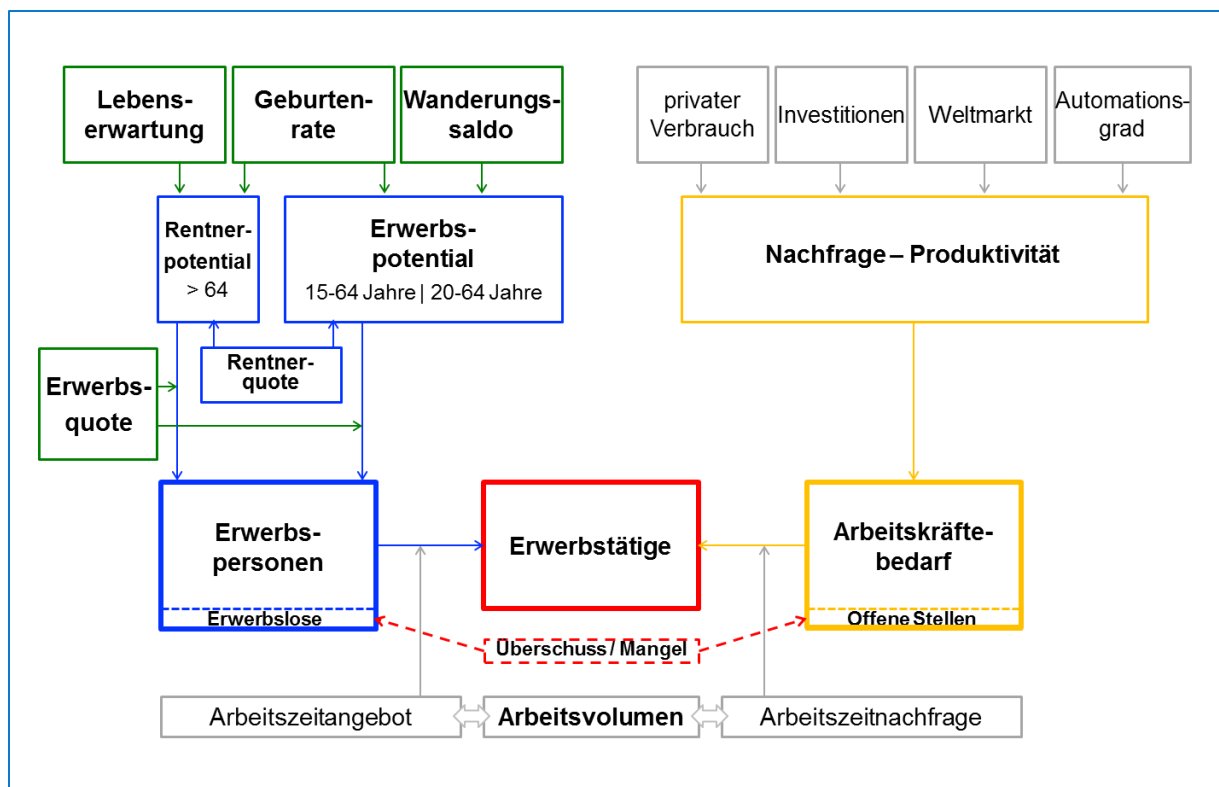 Lebens-
erwartung
Geburten-
rate
Wanderungs-
saldo
privater
Verbrauch
Investitionen
Weltmarkt
Automations-
grad
Rentner-
potential
> 64
Erwerbs-
potential
15-64 Jahre | 20-64 Jahre
Nachfrage – Produktivität
Rentner-
quote
Erwerbs-
quote
Erwerbs-
personen
Erwerbslose
Erwerbstätige
Arbeitskräfte-
bedarf
Offene Stellen
Überschuss / Mangel
Arbeitszeitangebot
Arbeitsvolumen
Arbeitszeitnachfrage